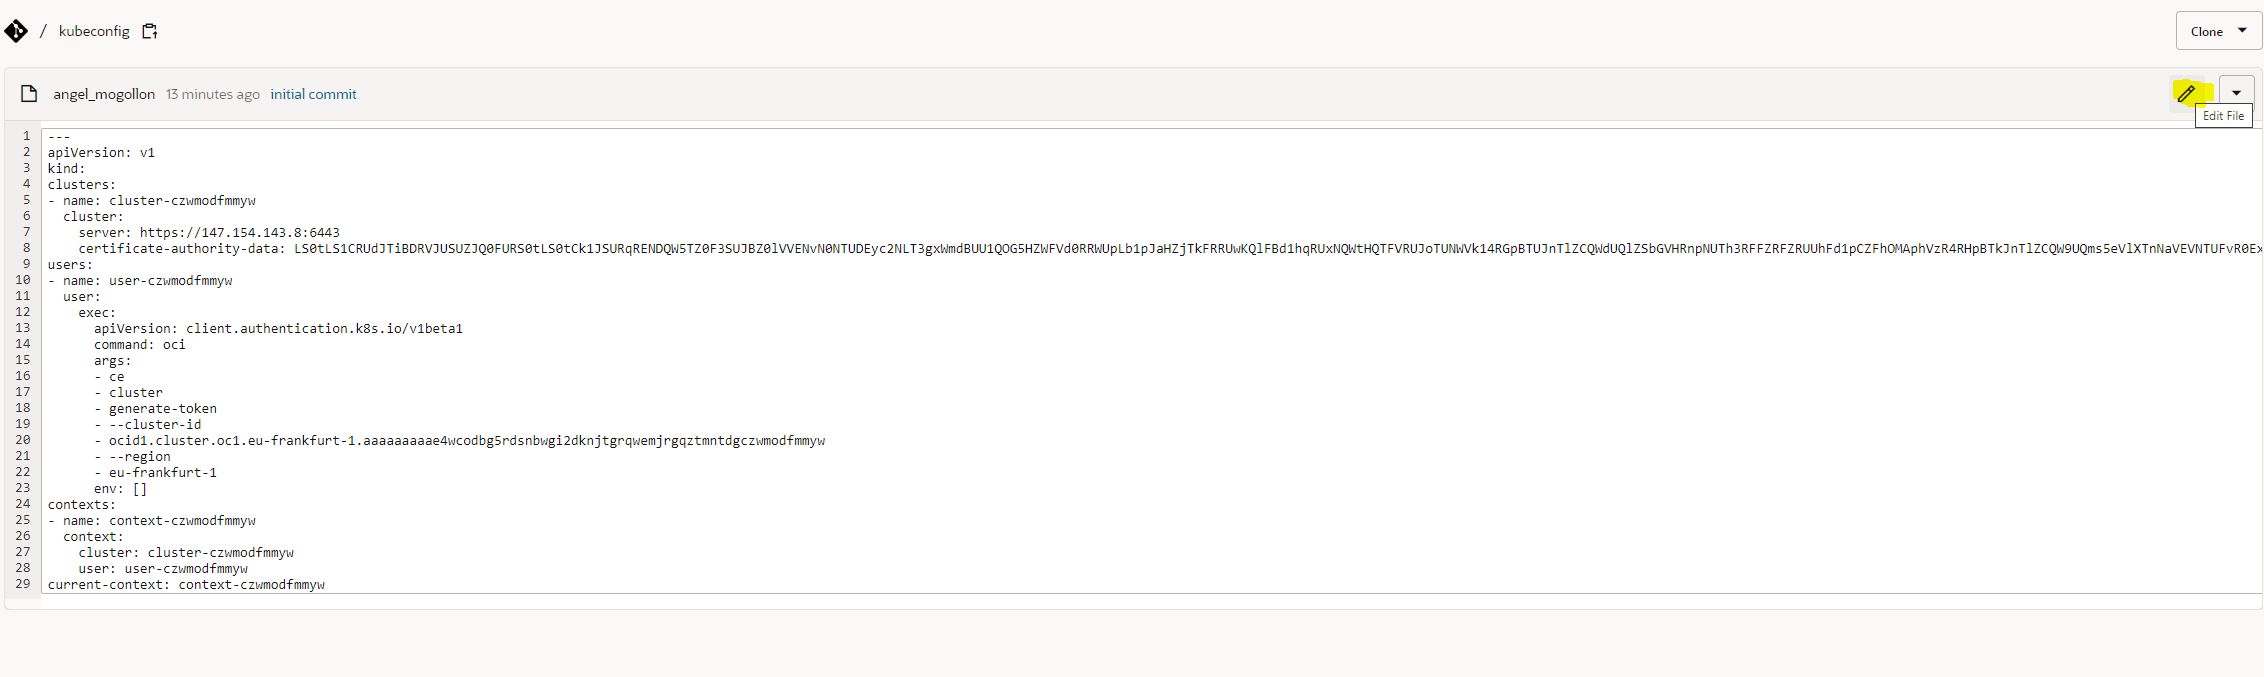 / kubeconfig
Clone
angel_mogollon 13 minutes ago initial commit
Edit File
1 ---
2 apiVersion: v1
3 kind:
4 clusters:
5 - name: cluster-czwmodfmmyw
6 cluster:
7 server: https://147.154.143.8:6443
8 certificate-authority-data:
9 users:
10 - name: user-czwmodfmmyw
11 user:
12 exec:
13 apiVersion: client.authentication.k8s.io/v1beta1
14 command: oci
15 args:
16 - ce
17 - cluster
18 - generate-token
19 - --cluster-id
20 - ocid1.cluster.oc1.eu-frankfurt-1.aaaaaaaaae4wcodbg5rdsnbwgi2dknjtgrqwemjrgqztmntdgczwmodfmmyw
21 - --region
22 - eu-frankfurt-1
23 env: []
24 contexts:
25 - name: context-czwmodfmmyw
26 context:
27 cluster: cluster-czwmodfmmyw
28 user: user-czwmodfmmyw
29 current-context: context-czwmodfmmyw